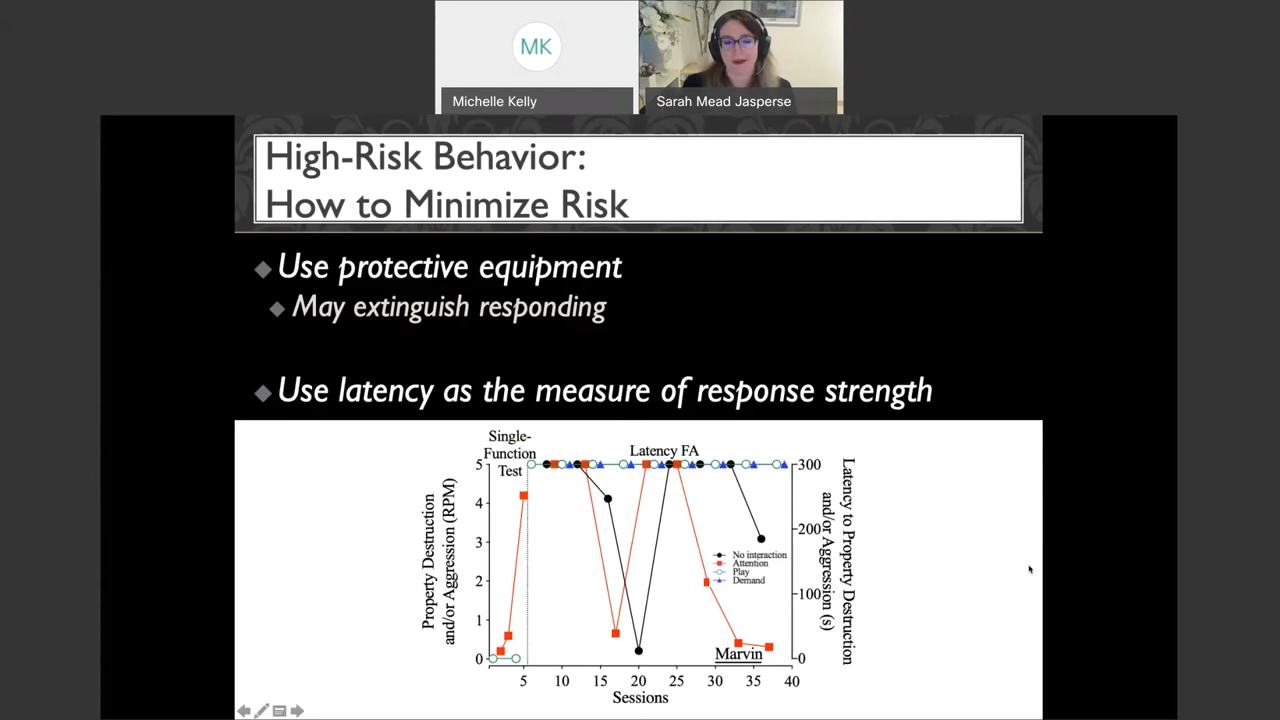 MK
Michelle Kelly
Sarah Mead Jasperse
High-Risk Behavior:
How to Minimize Risk
Use protective equipment
May extinguish responding
Use latency as the measure of response strength
Single-
Function
Test
Latency FA
Property Destruction
and/or Aggression (RPM)
5
4
3
2
1
0
300
200
100
0
Latency to Property Destruction
and/or Aggression (s)
No interaction
Attention
Play
Demand
Marvin
5 10 15 20 25 30 35 40
Sessions